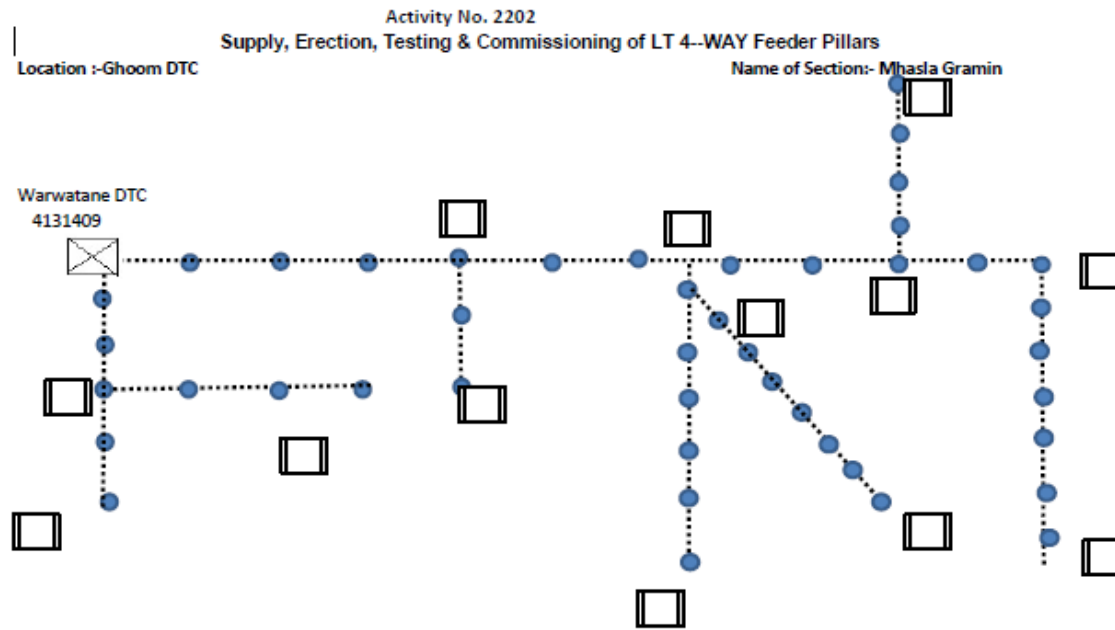 Activity No. 2202
Supply, Erection, Testing & Commissioning of LT 4--WAY Feeder Pillars
Location :-Ghoom DTC
Name of Section:- Mhasla Gramin
Warwatane DTC
4131409